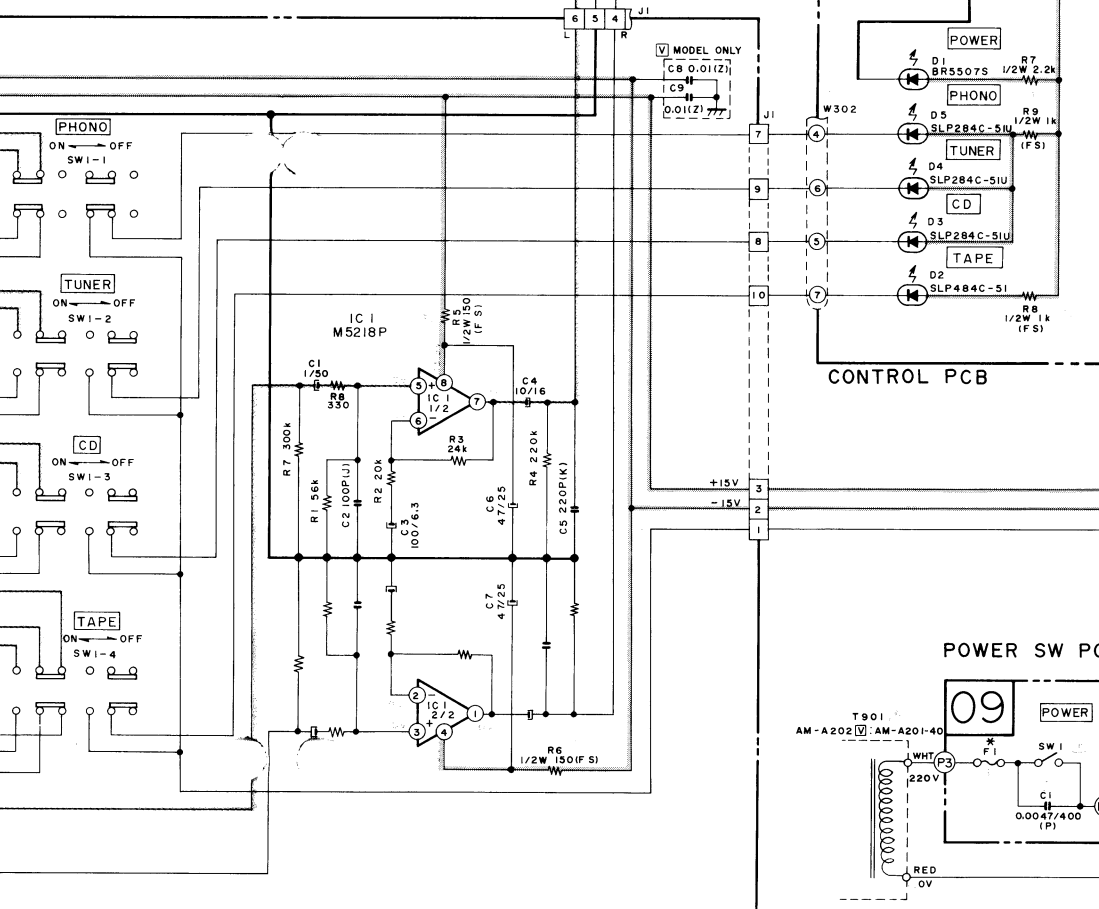 6 5 4 J1
L R
V MODEL ONLY
C8 0.01(Z)
C9
0.01(Z)
POWER
D1
BR5507S
R7
1/2W 2.2k
PHONO
J1
W302
7
4
D5
SLP284C-51U
R9
1/2W 1k
(FS)
TUNER
9
6
D4
SLP284C-51U
CD
8
5
D3
SLP284C-51U
TAPE
10
7
D2
SLP484C-51
R8
1/2W 1k
(FS)
CONTROL PCB
PHONO
ON OFF
SW1-1
TUNER
ON OFF
SW1-2
CD
ON OFF
SW1-3
TAPE
ON OFF
SW1-4
IC1
M5218P
R5
1/2W 150
(FS)
C1
1/50
R8
330
5
+
8
IC1
1/2
7
6
-
C4
10/16
R3
24k
R7 300k
R1 56k
C2 100P(J)
R2 20k
C3
100/6.3
C6
47/25
R4 220k
C5 220P(K)
+15V
3
-15V
2
1
C7
47/25
2
-
IC1
2/2
1
+
3
4
R6
1/2W 150(FS)
POWER SW PC
09
POWER
T901
AM-A202 V : AM-A201-40
WHT
P3
220V
*
F1
SW1
C1
0.0047/400
(P)
RED
0V